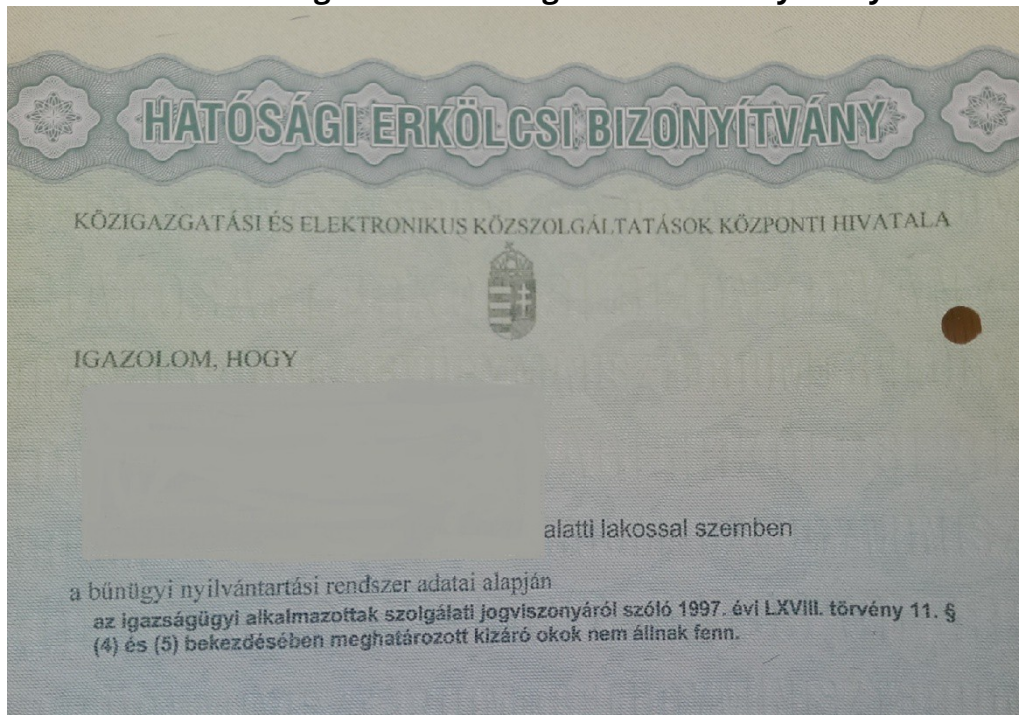 HATÓSÁGI ERKÖLCSI BIZONYÍTVÁNY
KÖZIGAZGATÁSI ÉS ELEKTRONIKUS KÖZSZOLGÁLTATÁSOK KÖZPONTI HIVATALA
IGAZOLOM, HOGY
alatti lakossal szemben
a bűnügyi nyilvántartási rendszer adatai alapján
az igazságügyi alkalmazottak szolgálati jogviszonyáról szóló 1997. évi LXVIII. törvény 11. §
(4) és (5) bekezdésében meghatározott kizáró okok nem állnak fenn.